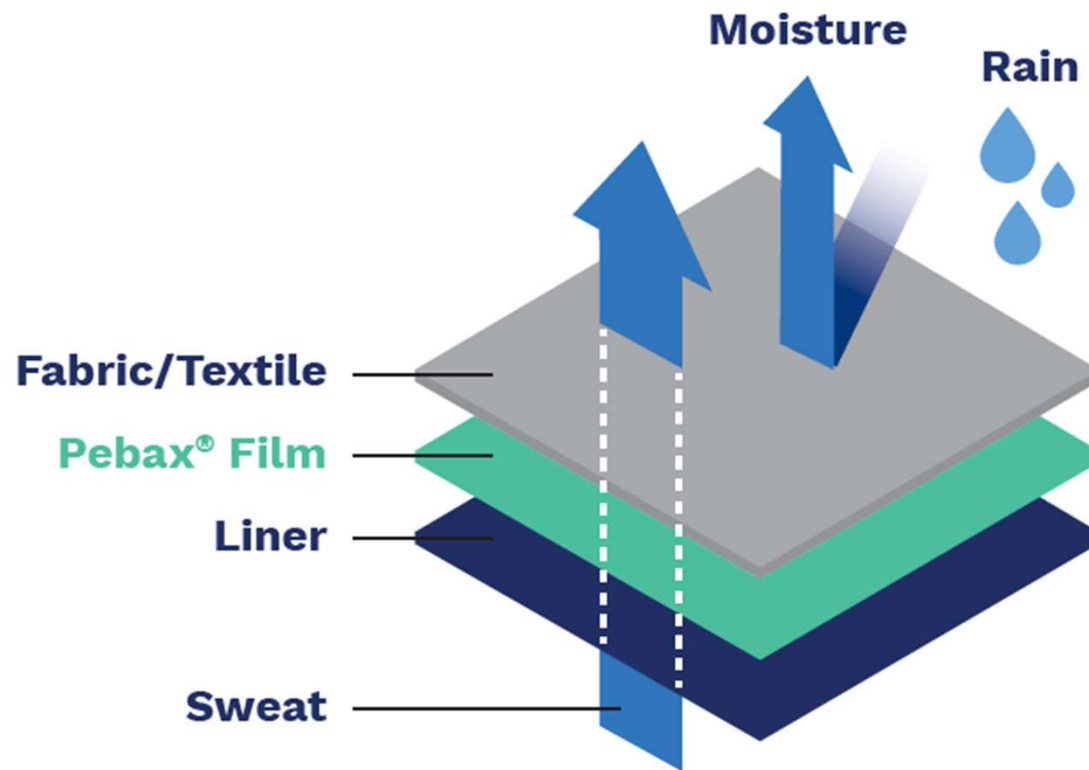 Moisture
Rain
Fabric/Textile
Pebax® Film
Liner
Sweat